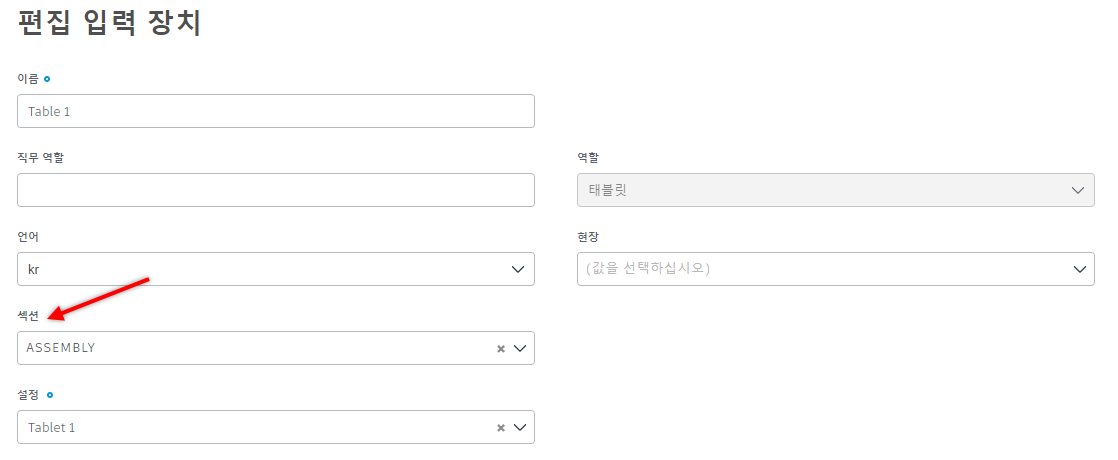 편집 입력 장치
이름
Table 1
직무 역할
역할
태블릿
언어
현장
kr
(값을 선택하십시오)
섹션
ASSEMBLY
설정
Tablet 1